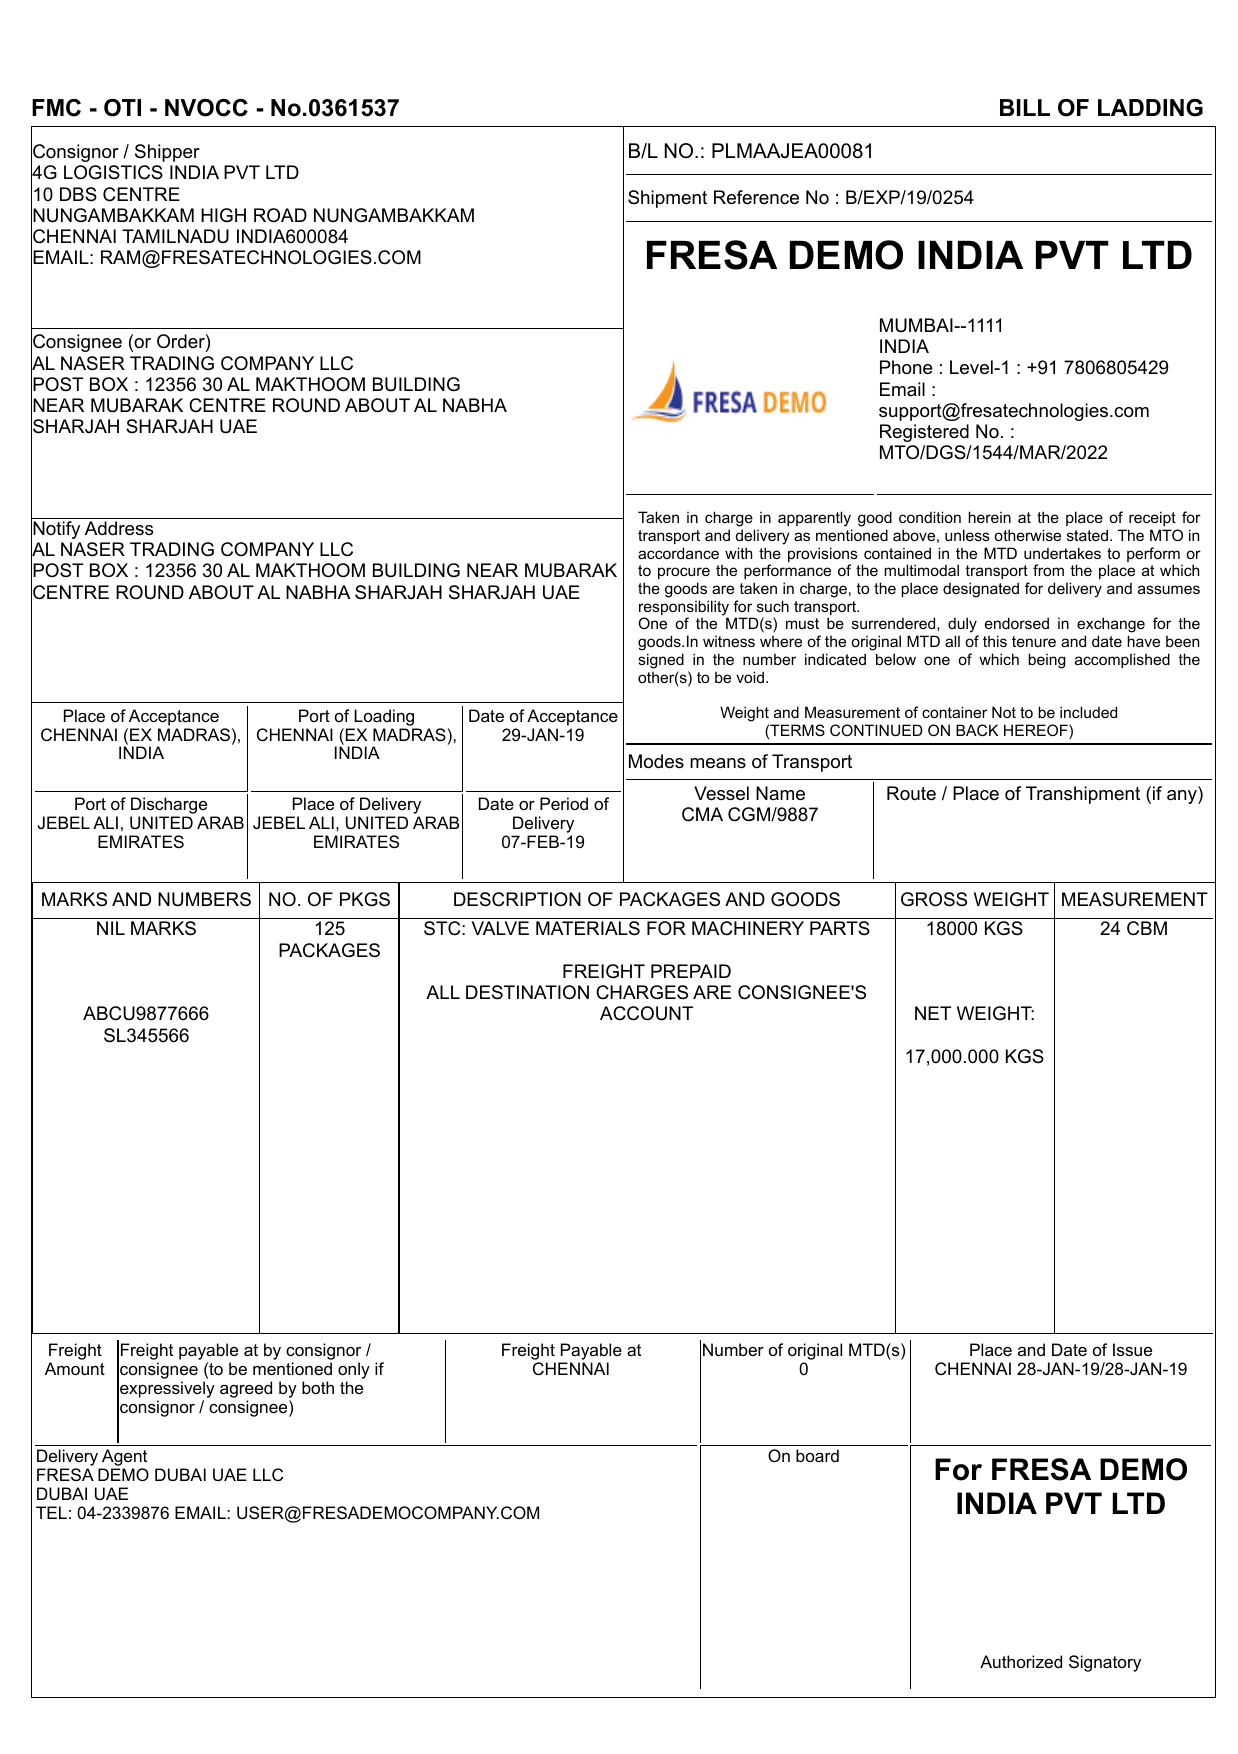 FMC - OTI - NVOCC - No.0361537
BILL OF LADDING
Consignor / Shipper
4G LOGISTICS INDIA PVT LTD
10 DBS CENTRE
NUNGAMBAKKAM HIGH ROAD NUNGAMBAKKAM
CHENNAI TAMILNADU INDIA600084
EMAIL: RAM@FRESATECHNOLOGIES.COM
Consignee (or Order)
AL NASER TRADING COMPANY LLC
POST BOX : 12356 30 AL MAKTHOOM BUILDING
NEAR MUBARAK CENTRE ROUND ABOUT AL NABHA
SHARJAH SHARJAH UAE
Notify Address
AL NASER TRADING COMPANY LLC
POST BOX : 12356 30 AL MAKTHOOM BUILDING NEAR MUBARAK
CENTRE ROUND ABOUT AL NABHA SHARJAH SHARJAH UAE
B/L NO.: PLMAAJEA00081
Shipment Reference No : B/EXP/19/0254
FRESA DEMO INDIA PVT LTD
FRESA DEMO
MUMBAI--1111
INDIA
Phone : Level-1 : +91 7806805429
Email :
support@fresatechnologies.com
Registered No. :
MTO/DGS/1544/MAR/2022
Taken in charge in apparently good condition herein at the place of receipt for
transport and delivery as mentioned above, unless otherwise stated. The MTO in
accordance with the provisions contained in the MTD undertakes to perform or
to procure the performance of the multimodal transport from the place at which
the goods are taken in charge, to the place designated for delivery and assumes
responsibility for such transport.
One of the MTD(s) must be surrendered, duly endorsed in exchange for the
goods.In witness where of the original MTD all of this tenure and date have been
signed in the number indicated below one of which being accomplished the
other(s) to be void.
Weight and Measurement of container Not to be included
(TERMS CONTINUED ON BACK HEREOF)
Place of Acceptance
CHENNAI (EX MADRAS),
INDIA
Port of Loading
CHENNAI (EX MADRAS),
INDIA
Date of Acceptance
29-JAN-19
Port of Discharge
JEBEL ALI, UNITED ARAB
EMIRATES
Place of Delivery
JEBEL ALI, UNITED ARAB
EMIRATES
Date or Period of
Delivery
07-FEB-19
Modes means of Transport
Vessel Name
CMA CGM/9887
Route / Place of Transhipment (if any)
MARKS AND NUMBERS
NO. OF PKGS
DESCRIPTION OF PACKAGES AND GOODS
GROSS WEIGHT
MEASUREMENT
NIL MARKS
ABCU9877666
SL345566
125
PACKAGES
STC: VALVE MATERIALS FOR MACHINERY PARTS
FREIGHT PREPAID
ALL DESTINATION CHARGES ARE CONSIGNEE'S
ACCOUNT
18000 KGS
NET WEIGHT:
17,000.000 KGS
24 CBM
Freight
Amount
Freight payable at by consignor /
consignee (to be mentioned only if
expressively agreed by both the
consignor / consignee)
Freight Payable at
CHENNAI
Number of original MTD(s)
0
Place and Date of Issue
CHENNAI 28-JAN-19/28-JAN-19
Delivery Agent
FRESA DEMO DUBAI UAE LLC
DUBAI UAE
TEL: 04-2339876 EMAIL: USER@FRESADEMOCOMPANY.COM
On board
For FRESA DEMO
INDIA PVT LTD
Authorized Signatory